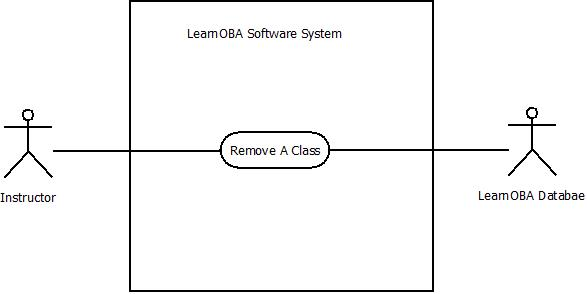 LearnOBA Software System
Remove A Class
Instructor
LearnOBA Databae